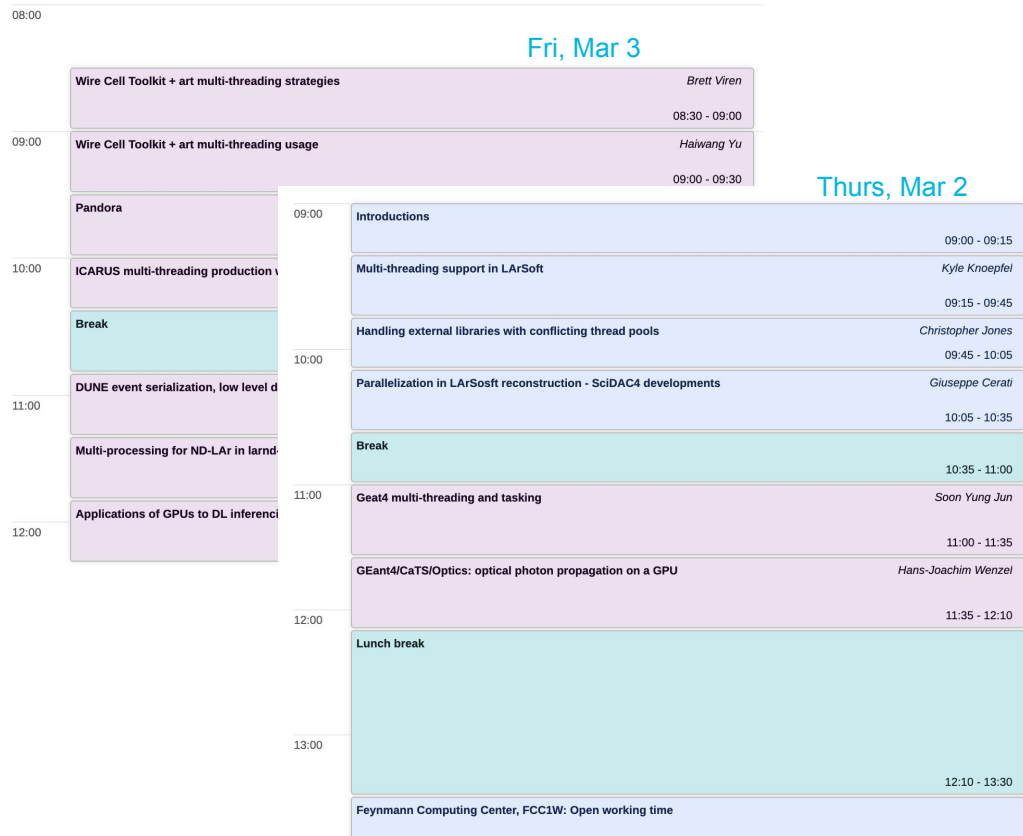 08:00
Fri, Mar 3
Wire Cell Toolkit + art multi-threading strategies Brett Viren
08:30 - 09:00
09:00
Wire Cell Toolkit + art multi-threading usage Haiwang Yu
09:00 - 09:30
Pandora
10:00
ICARUS multi-threading production
Break
DUNE event serialization, low level
11:00
Multi-processing for ND-LAr in
Applications of GPUs to DL
12:00
Thurs, Mar 2
09:00
Introductions
09:00 - 09:15
Multi-threading support in LArSoft Kyle Knoepfel
09:15 - 09:45
Handling external libraries with conflicting thread pools Christopher Jones
09:45 - 10:05
10:00
Parallelization in LArSosft reconstruction - SciDAC4 developments Giuseppe Cerati
10:05 - 10:35
Break
10:35 - 11:00
11:00
Geat4 multi-threading and tasking Soon Yung Jun
11:00 - 11:35
GEant4/CaTS/Optics: optical photon propagation on a GPU Hans-Joachim Wenzel
11:35 - 12:10
12:00
Lunch break
13:00
12:10 - 13:30
Feynmann Computing Center, FCC1W: Open working time